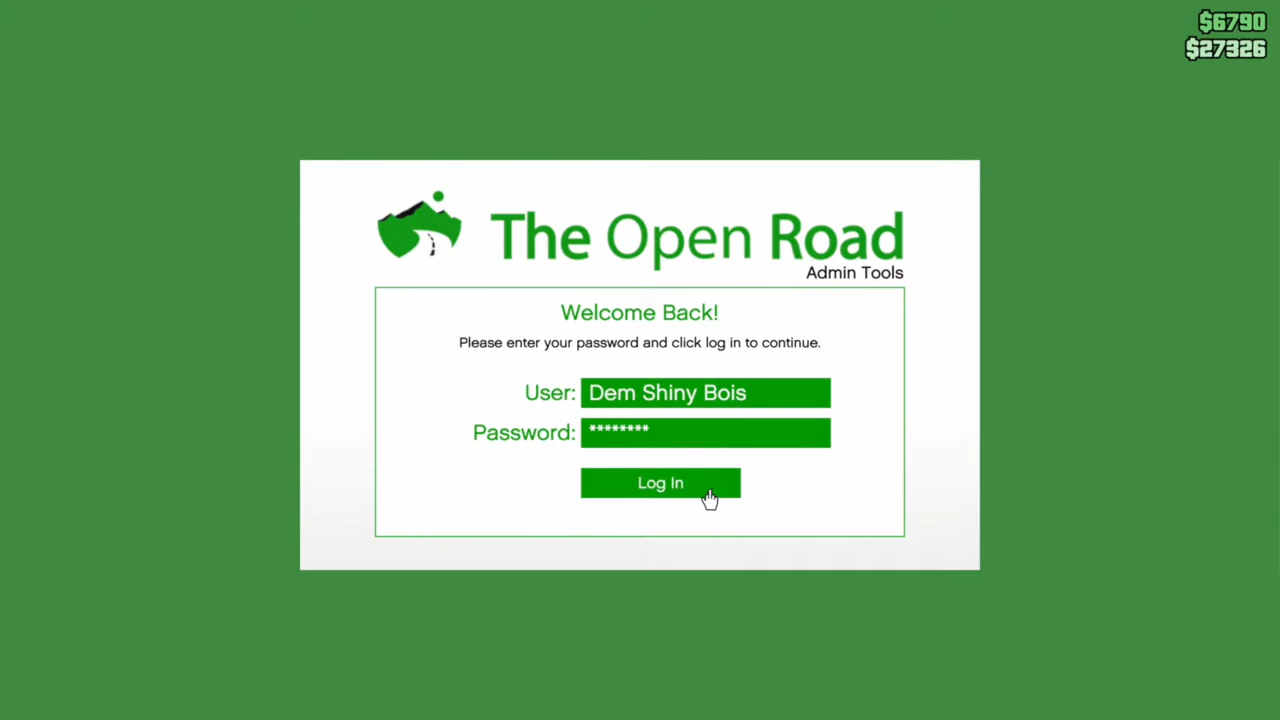 $6790
$27326
The Open Road
Admin Tools
Welcome Back!
Please enter your password and click log in to continue.
User: Dem Shiny Bois
Password: ********
Log In